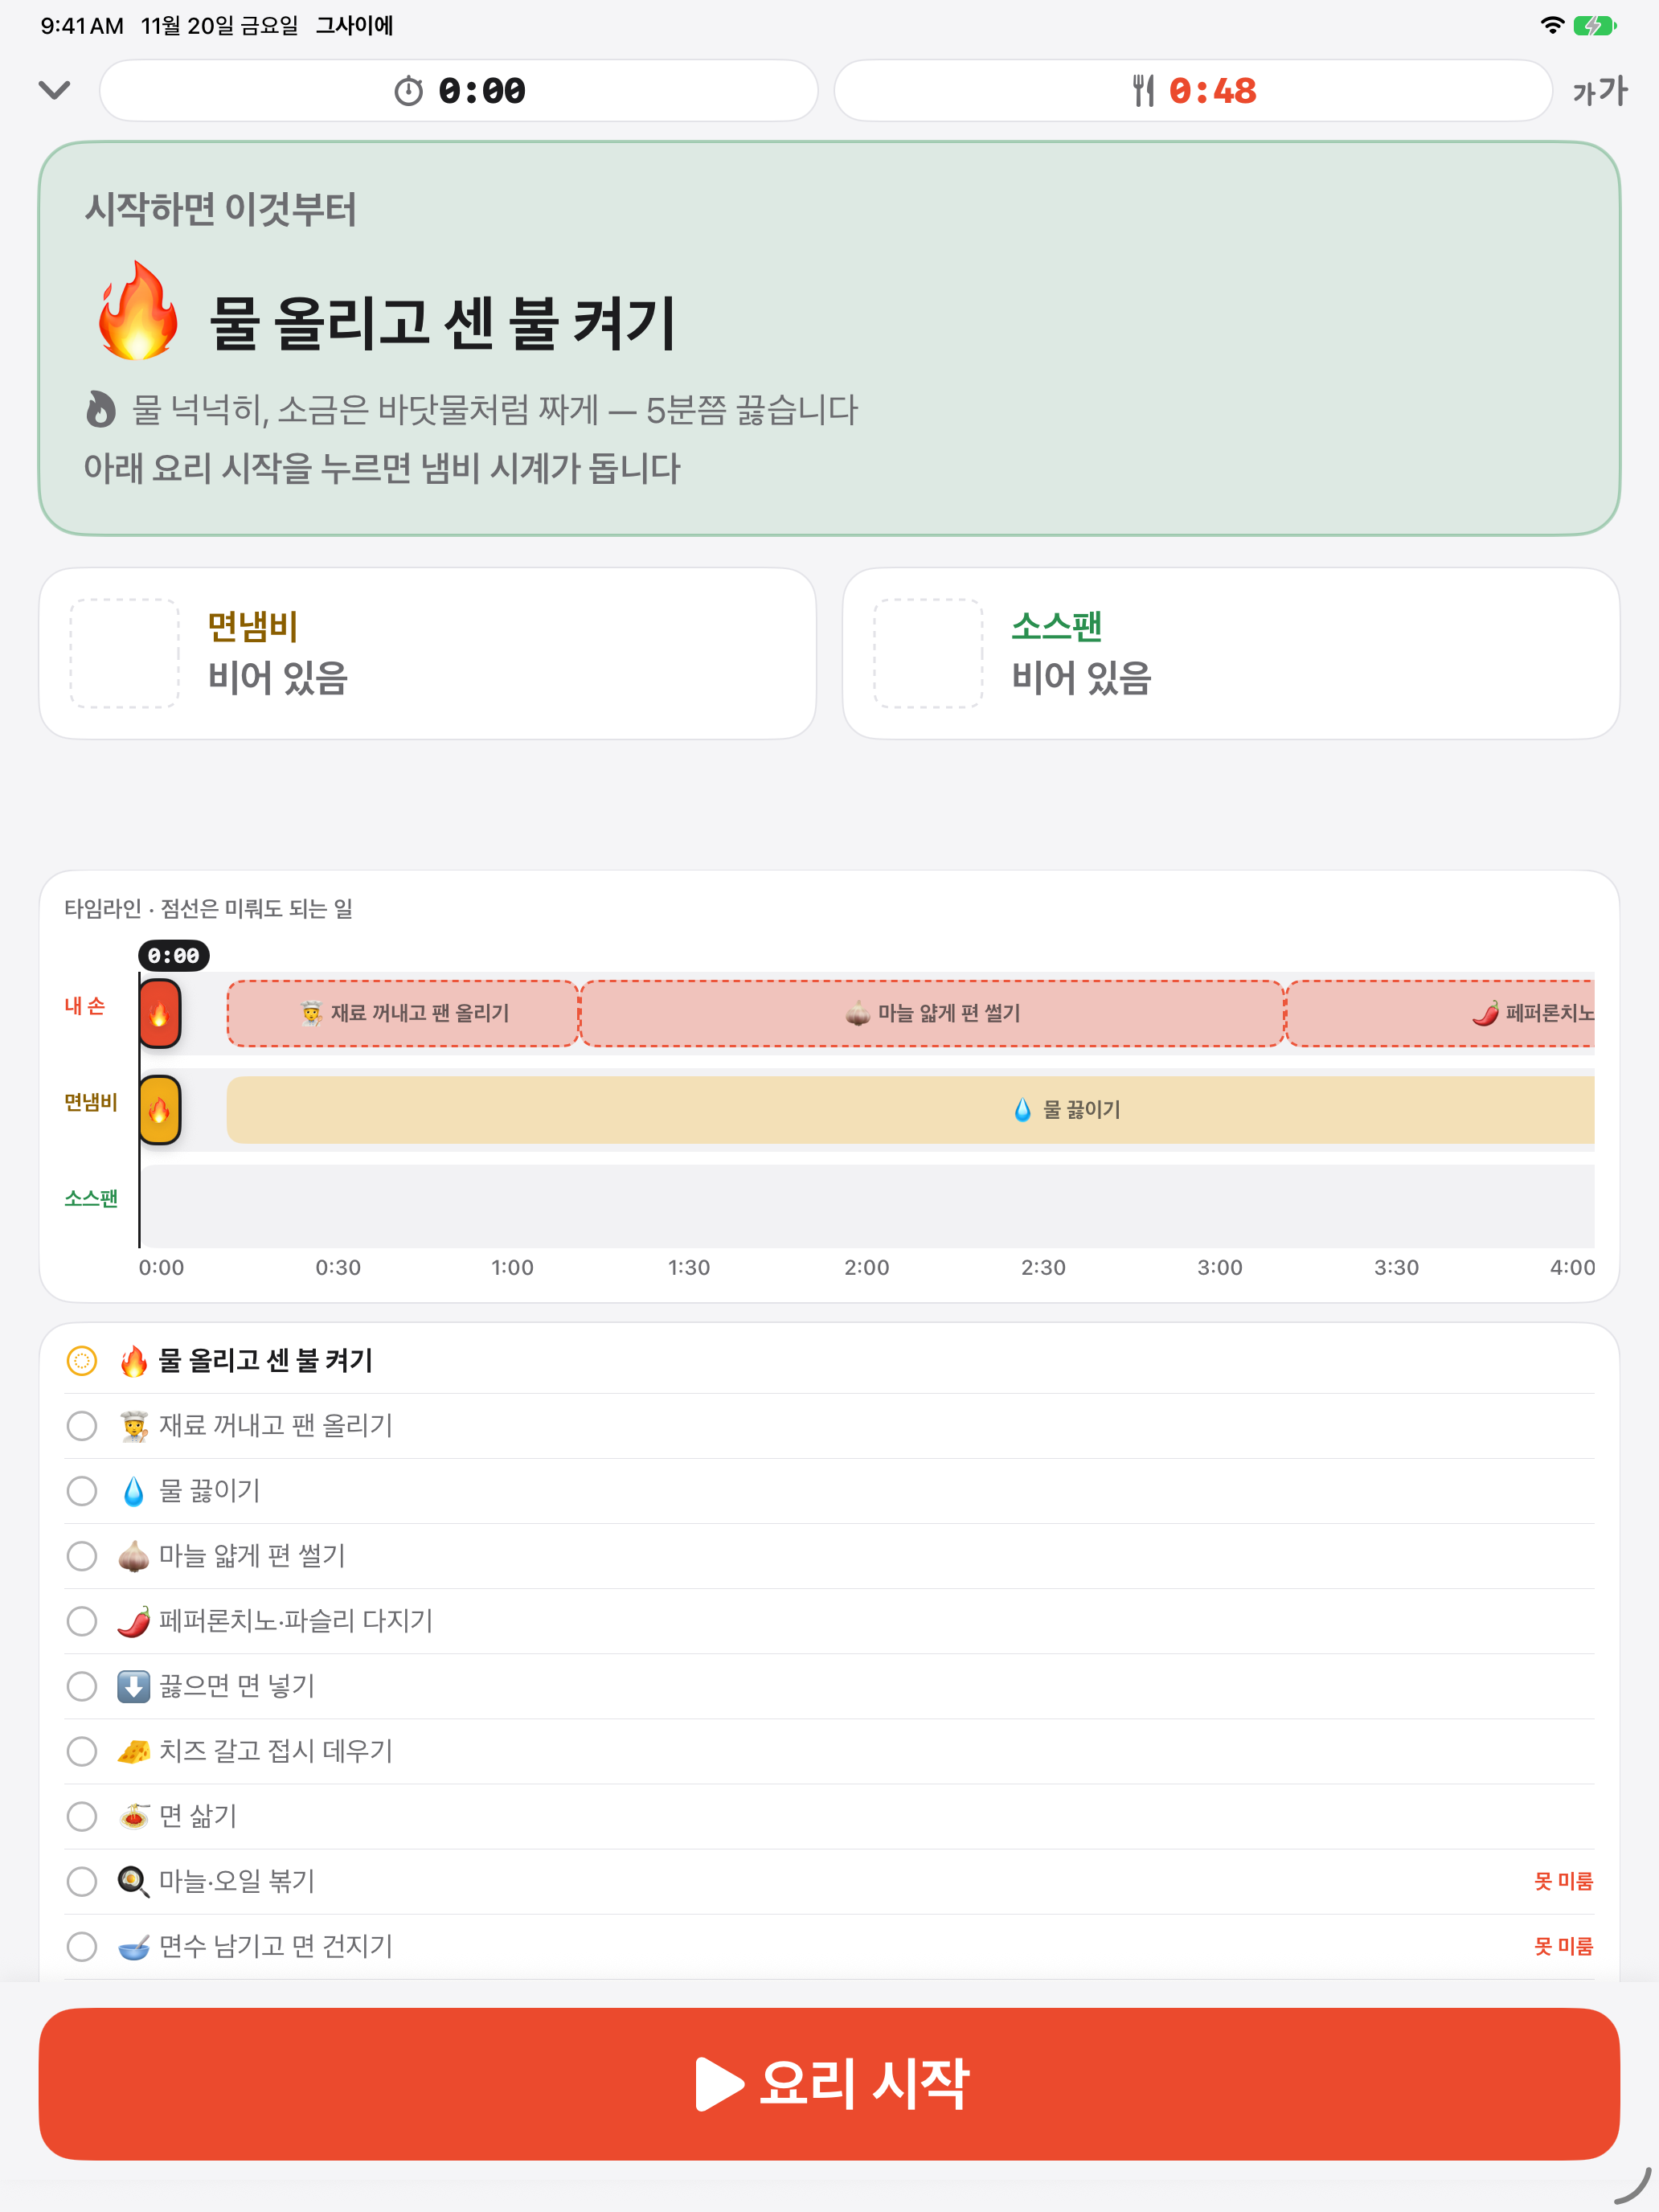 9:41 AM 11월 20일 금요일 그사이에
0:00
0:48
가가
시작하면 이것부터
물 올리고 센 불 켜기
물 넉넉히, 소금은 바닷물처럼 짜게 — 5분쯤 끓습니다
아래 요리 시작을 누르면 냄비 시계가 돕니다
면냄비
비어 있음
소스팬
비어 있음
타임라인 · 점선은 미뤄도 되는 일
0:00
내 손
재료 꺼내고 팬 올리기
마늘 얇게 편 썰기
페퍼론치노
면냄비
물 끓이기
소스팬
0:00 0:30 1:00 1:30 2:00 2:30 3:00 3:30 4:00
물 올리고 센 불 켜기
재료 꺼내고 팬 올리기
물 끓이기
마늘 얇게 편 썰기
페퍼론치노·파슬리 다지기
끓으면 면 넣기
치즈 갈고 접시 데우기
면 삶기
마늘·오일 볶기 못 미룸
면수 남기고 면 건지기 못 미룸
요리 시작